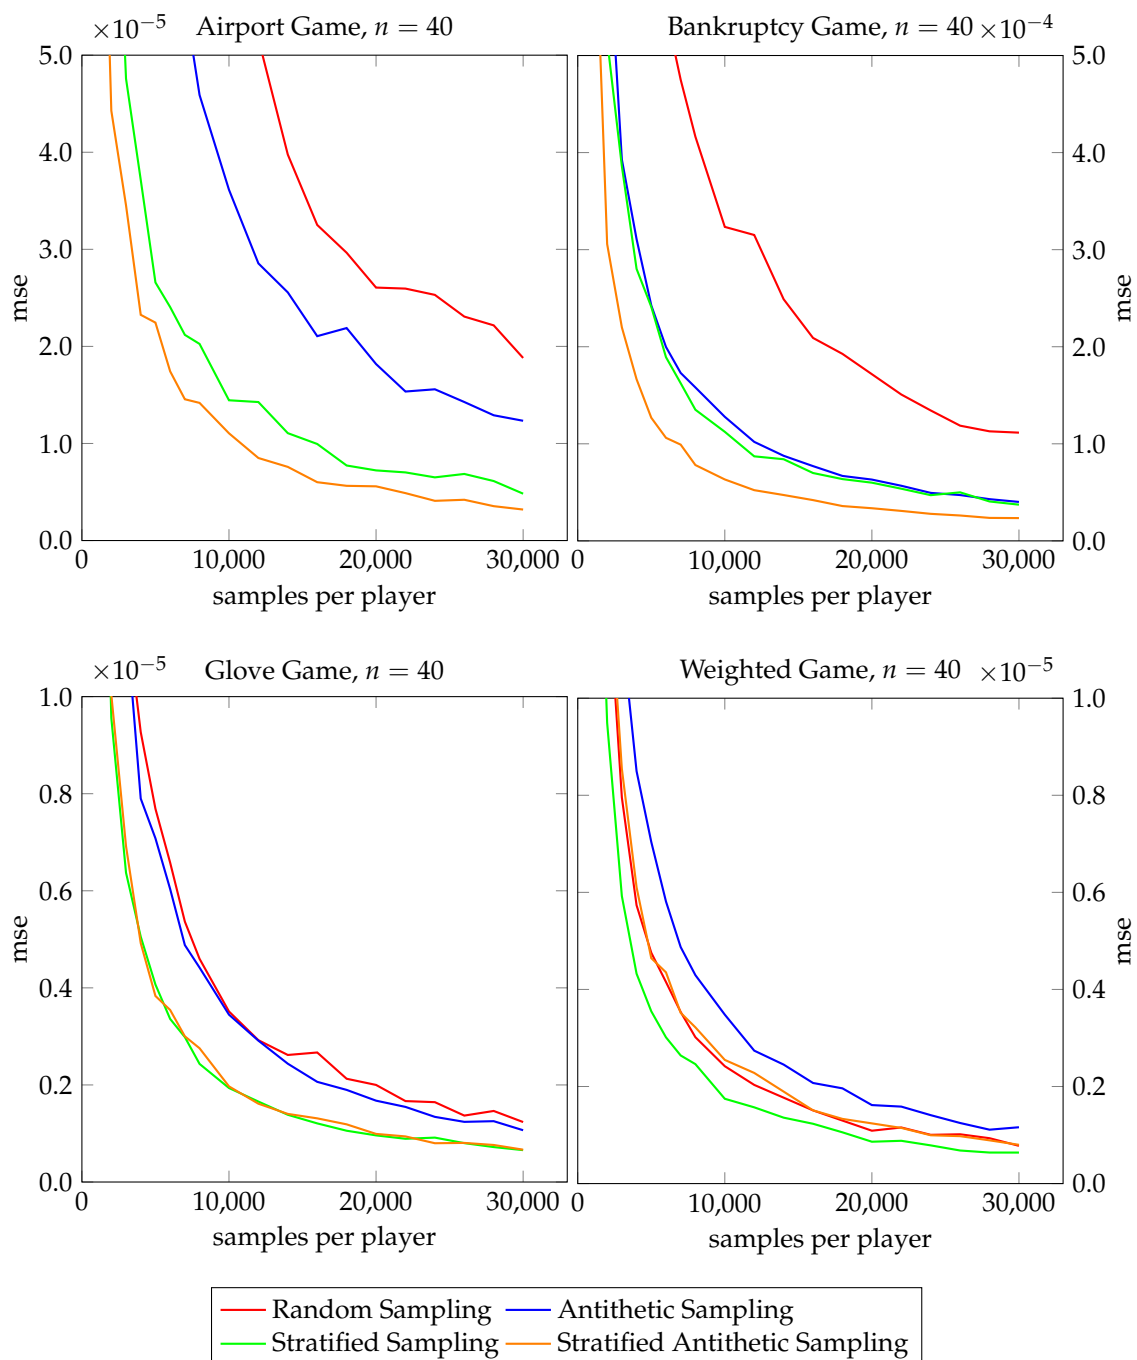 ×10⁻⁵ Airport Game, n = 40
5.0
4.0
3.0
2.0
1.0
0.0
mse
0 10,000 20,000 30,000
samples per player
Bankruptcy Game, n = 40 ×10⁻⁴
5.0
4.0
3.0
2.0
1.0
0.0
mse
0 10,000 20,000 30,000
samples per player
×10⁻⁵ Glove Game, n = 40
1.0
0.8
0.6
0.4
0.2
0.0
mse
0 10,000 20,000 30,000
samples per player
Weighted Game, n = 40 ×10⁻⁵
1.0
0.8
0.6
0.4
0.2
0.0
mse
0 10,000 20,000 30,000
samples per player
Random Sampling Antithetic Sampling
Stratified Sampling Stratified Antithetic Sampling